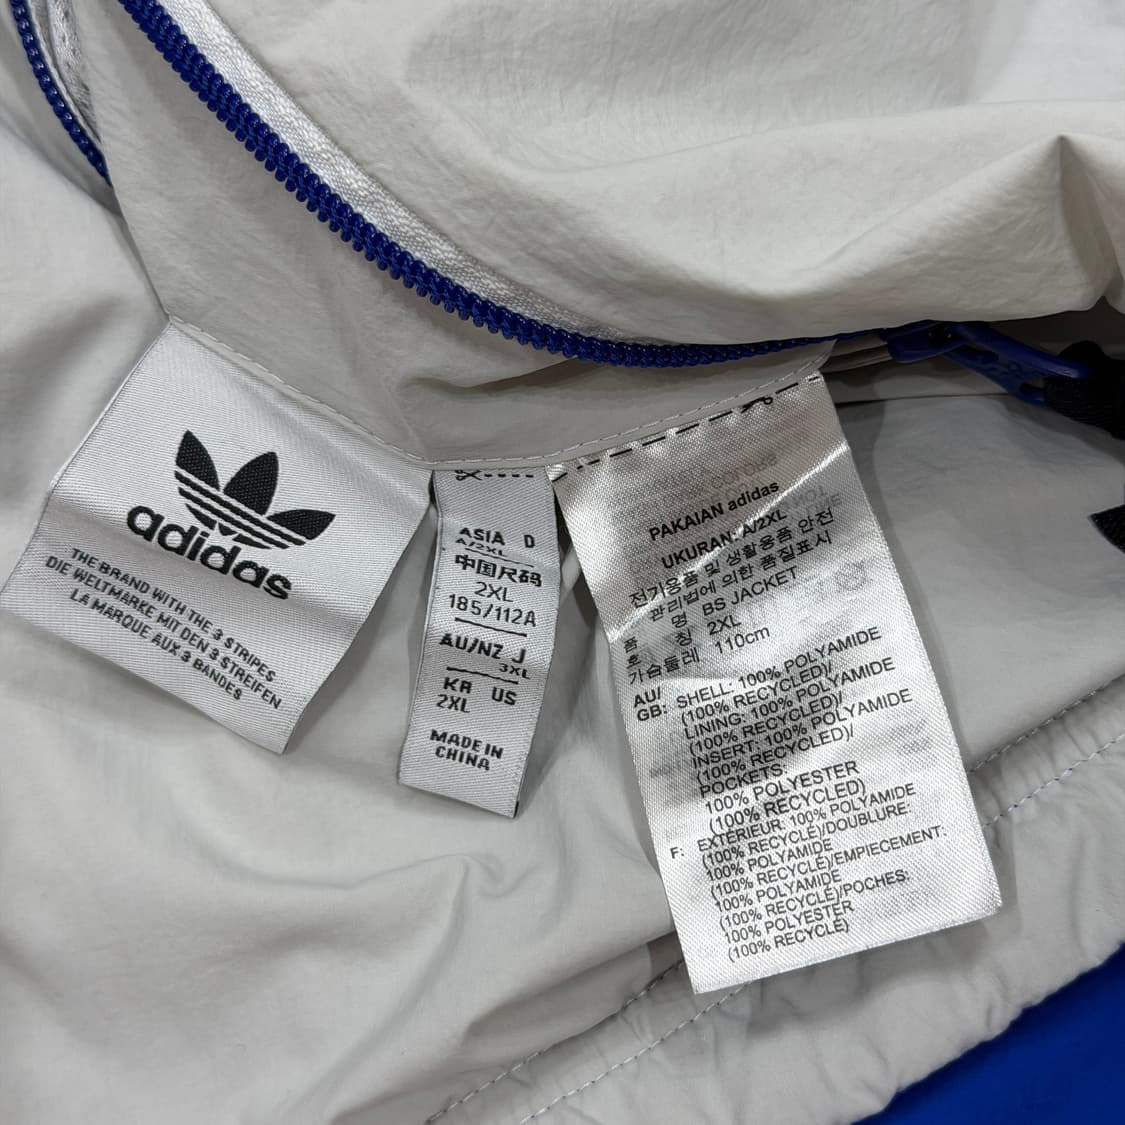 adidas
THE BRAND WITH THE 3 STRIPES
DIE WELTMARKE MIT DEN 3 STREIFEN
LA MARQUE AUX 3 BANDES
ASIA D
A/2XL
中国尺码
2XL
185/112A
AU/NZ J
3XL
KR US
2XL
MADE IN
CHINA
PAKAIAN adidas
UKURAN: A/2XL
전기용품 및 생활용품 안전
관리법에 의한 품질표시
품 명 BS JACKET
호 칭 2XL
가슴둘레 110cm
AU/
GB: SHELL: 100% POLYAMIDE
(100% RECYCLED)/
LINING: 100% POLYAMIDE
(100% RECYCLED)/
INSERT: 100% POLYAMIDE
(100% RECYCLED)/
POCKETS:
100% POLYESTER
(100% RECYCLED)
F: EXTÉRIEUR: 100% POLYAMIDE
(100% RECYCLÉ)/DOUBLURE:
100% POLYAMIDE
(100% RECYCLÉ)/EMPIECEMENT:
100% POLYAMIDE
(100% RECYCLÉ)/POCHES:
100% POLYESTER
(100% RECYCLÉ)